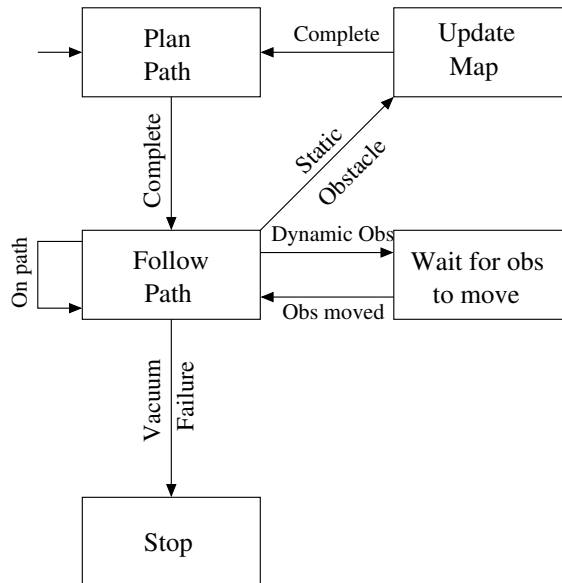 Plan
Path
Complete
Update
Map
Complete
Static
Obstacle
On path
Follow
Path
Dynamic Obs
Obs moved
Wait for obs
to move
Vacuum
Failure
Stop